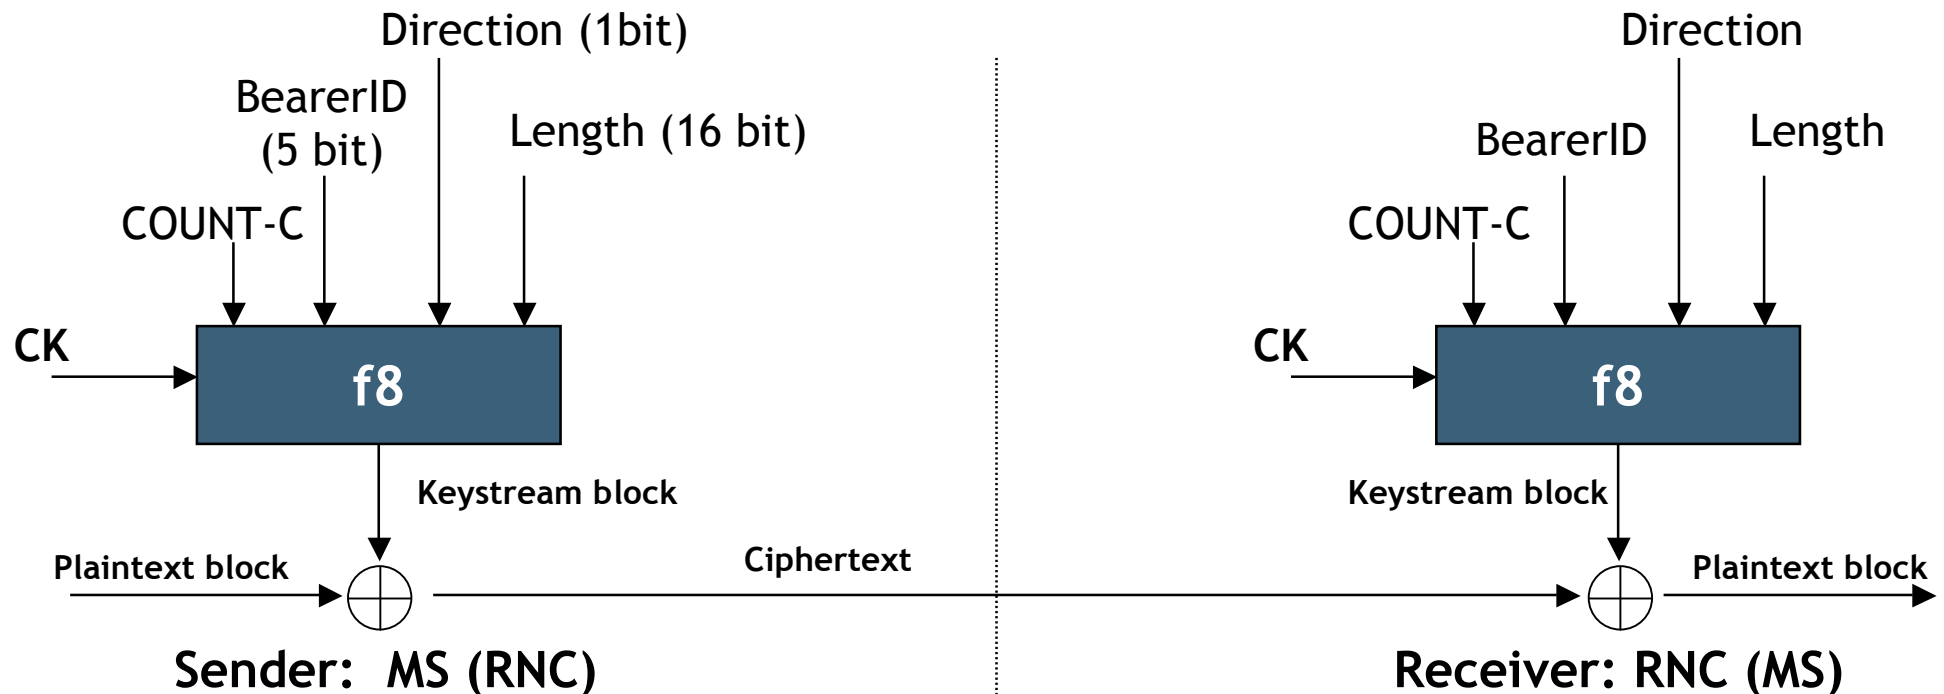 Direction (1bit)
BearerID
(5 bit)
Length (16 bit)
COUNT-C
CK
f8
Keystream block
Plaintext block
Ciphertext
Sender: MS (RNC)
Direction
BearerID
Length
COUNT-C
CK
f8
Keystream block
Plaintext block
Receiver: RNC (MS)